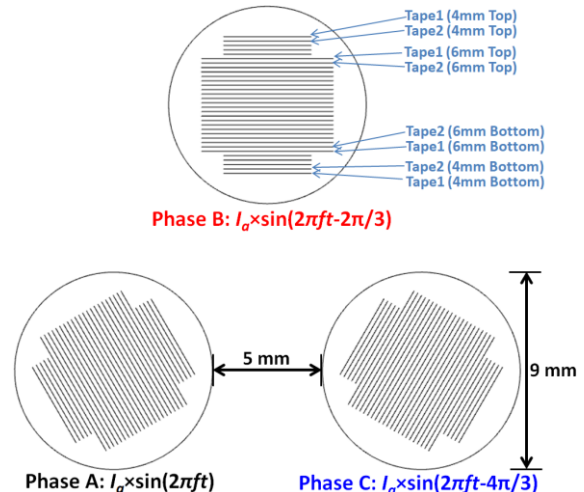 Tape1 (4mm Top)
Tape2 (4mm Top)
Tape1 (6mm Top)
Tape2 (6mm Top)
Tape2 (6mm Bottom)
Tape1 (6mm Bottom)
Tape2 (4mm Bottom)
Tape1 (4mm Bottom)
Phase B: Iₐ×sin(2πft-2π/3)
5 mm
9 mm
Phase A: Iₐ×sin(2πft)
Phase C: Iₐ×sin(2πft-4π/3)